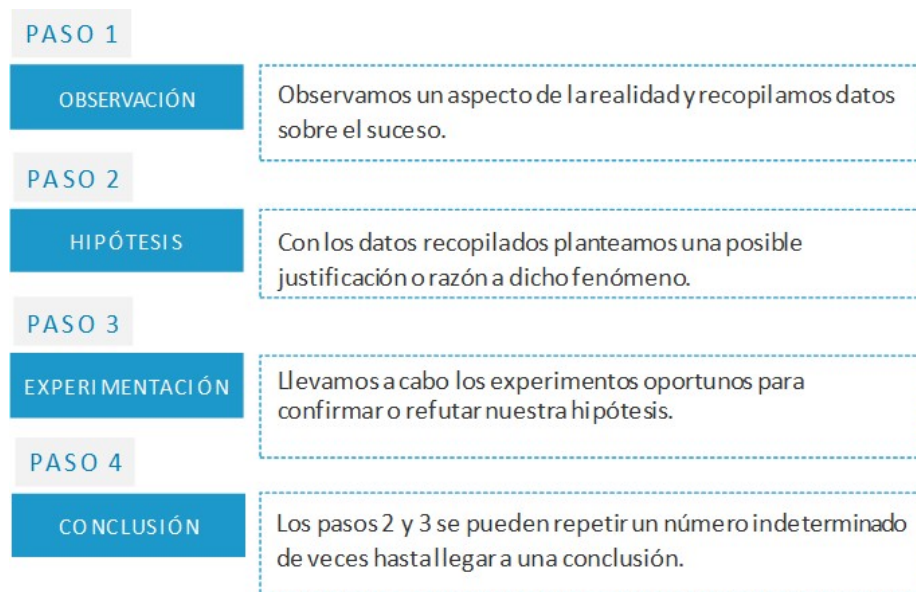 PASO 1
OBSERVACIÓN
Observamos un aspecto de la realidad y recopilamos datos
sobre el suceso.
PASO 2
HIPÓTESIS
Con los datos recopilados planteamos una posible
justificación o razón a dicho fenómeno.
PASO 3
EXPERIMENTACIÓN
Llevamos a cabo los experimentos oportunos para
confirmar o refutar nuestra hipótesis.
PASO 4
CONCLUSIÓN
Los pasos 2 y 3 se pueden repetir un número indeterminado
de veces hasta llegar a una conclusión.